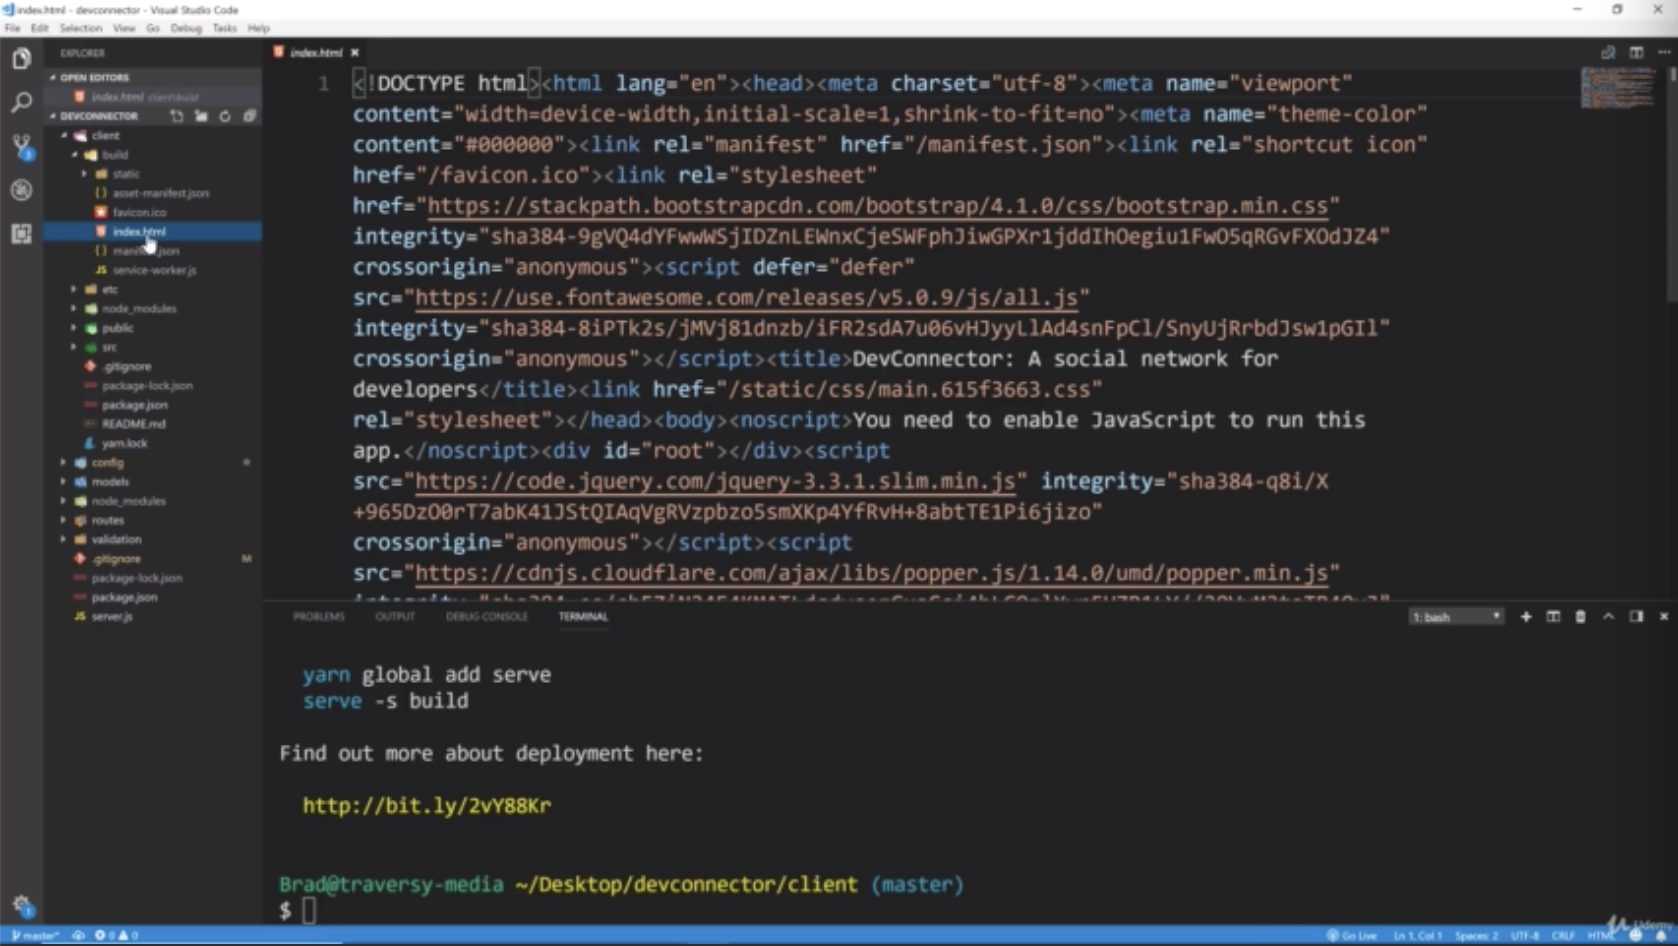 index.html - devconnector - Visual Studio Code
File Edit Selection View Go Debug Tasks Help
EXPLORER
OPEN EDITORS
index.html client\build
DEVCONNECTOR
client
build
static
asset-manifest.json
favicon.ico
index.html
manifest.json
service-worker.js
etc
node_modules
public
src
.gitignore
package-lock.json
package.json
README.md
yarn.lock
config
models
node_modules
routes
validation
.gitignore M
package-lock.json
package.json
server.js
index.html
1 <!DOCTYPE html><html lang="en"><head><meta charset="utf-8"><meta name="viewport"
content="width=device-width,initial-scale=1,shrink-to-fit=no"><meta name="theme-color"
content="#000000"><link rel="manifest" href="/manifest.json"><link rel="shortcut icon"
href="/favicon.ico"><link rel="stylesheet"
href="https://stackpath.bootstrapcdn.com/bootstrap/4.1.0/css/bootstrap.min.css"
integrity="sha384-9gVQ4dYFwwWSjIDZnLEWnxCjeSWFphJiwGPXr1jddIhOegiu1FwO5qRGvFXOdJZ4"
crossorigin="anonymous"><script defer="defer"
src="https://use.fontawesome.com/releases/v5.0.9/js/all.js"
integrity="sha384-8iPTk2s/jMVj81dnzb/iFR2sdA7u06vHJyyLlAd4snFpCl/SnyUjRrbdJsw1pGIl"
crossorigin="anonymous"></script><title>DevConnector: A social network for
developers</title><link href="/static/css/main.615f3663.css"
rel="stylesheet"></head><body><noscript>You need to enable JavaScript to run this
app.</noscript><div id="root"></div><script
src="https://code.jquery.com/jquery-3.3.1.slim.min.js" integrity="sha384-q8i/X
+965DzO0rT7abK41JStQIAqVgRVzpbzo5smXKp4YfRvH+8abtTE1Pi6jizo"
crossorigin="anonymous"></script><script
src="https://cdnjs.cloudflare.com/ajax/libs/popper.js/1.14.0/umd/popper.min.js"
PROBLEMS OUTPUT DEBUG CONSOLE TERMINAL
1: bash
yarn global add serve
serve -s build
Find out more about deployment here:
http://bit.ly/2vY88Kr
Brad@traversy-media ~/Desktop/devconnector/client (master)
$
master* 0 0
Go Live Ln 1, Col 1 Spaces: 2 UTF-8 CRLF HTML
Udemy